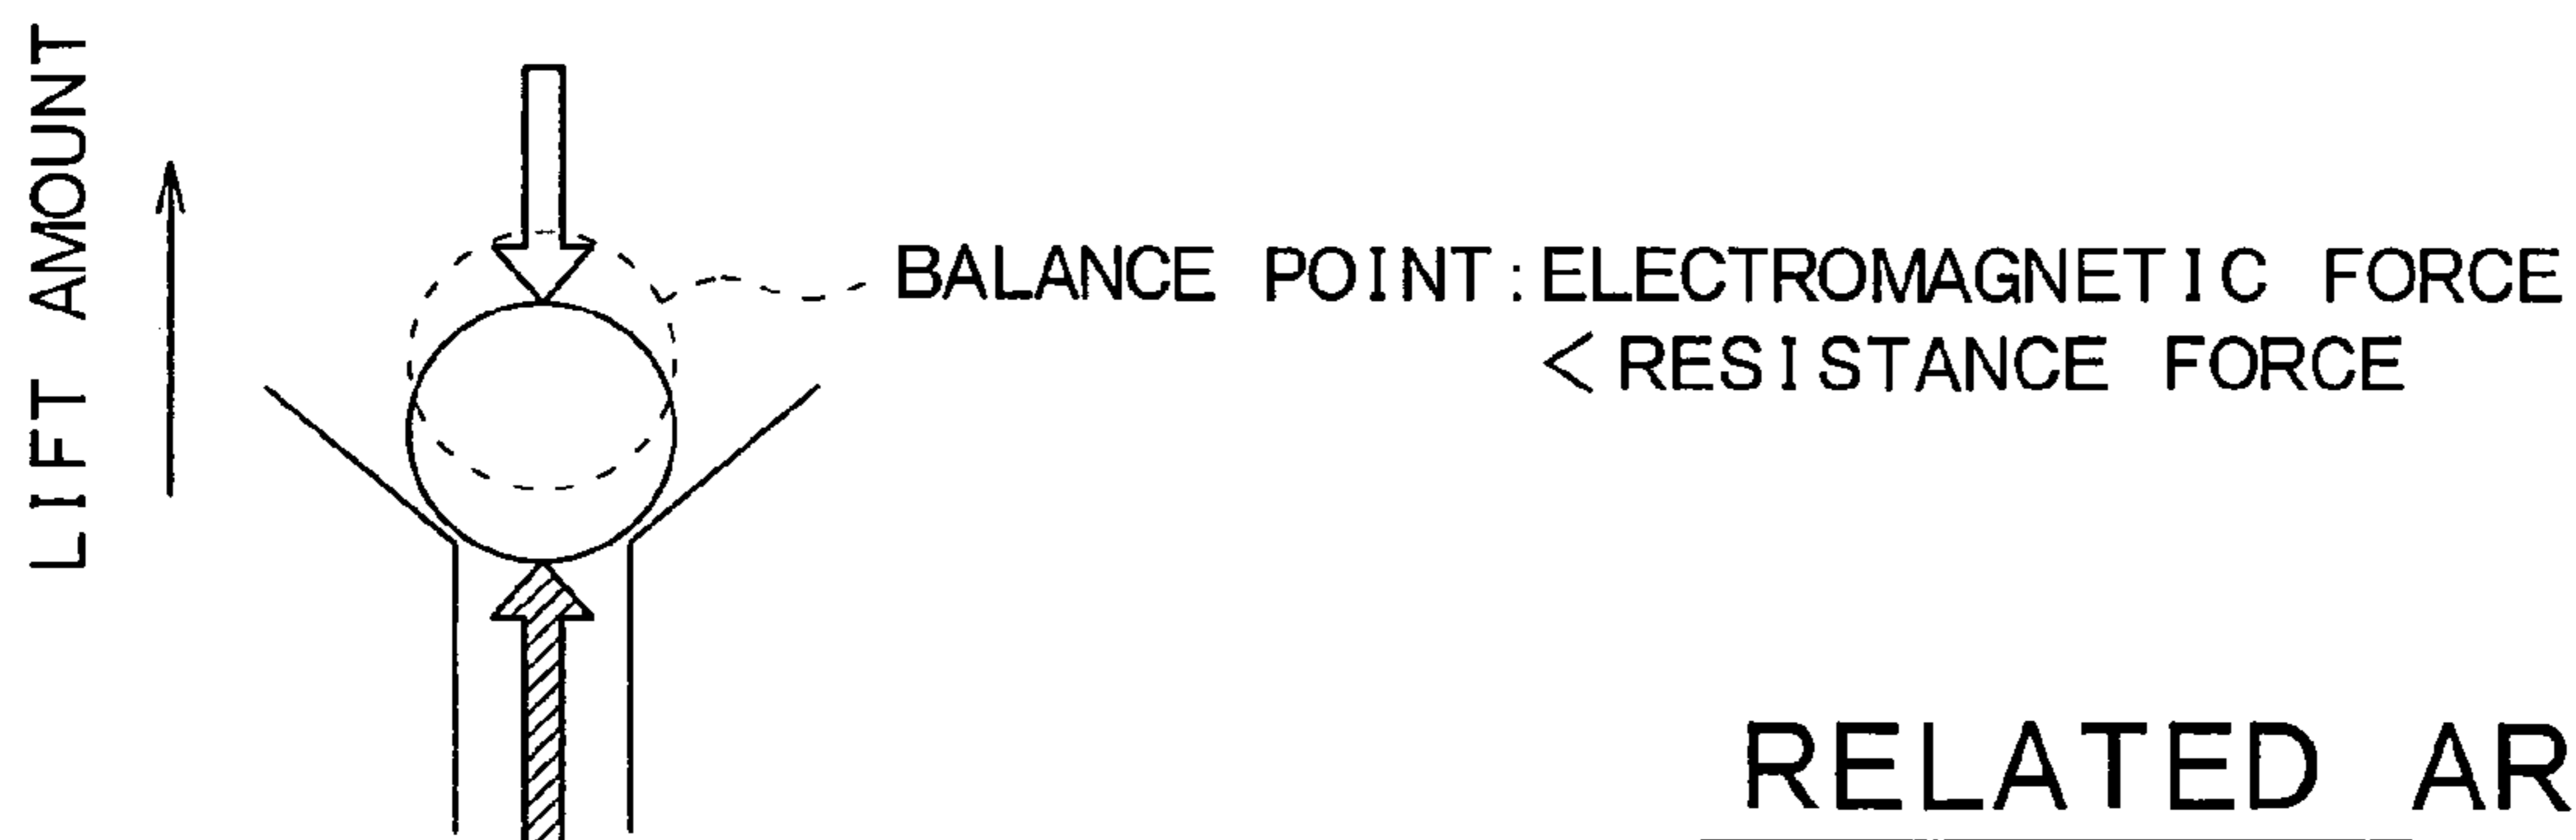 LIFT AMOUNT
BALANCE POINT:ELECTROMAGNETIC FORCE
<RESISTANCE FORCE
RELATED AR